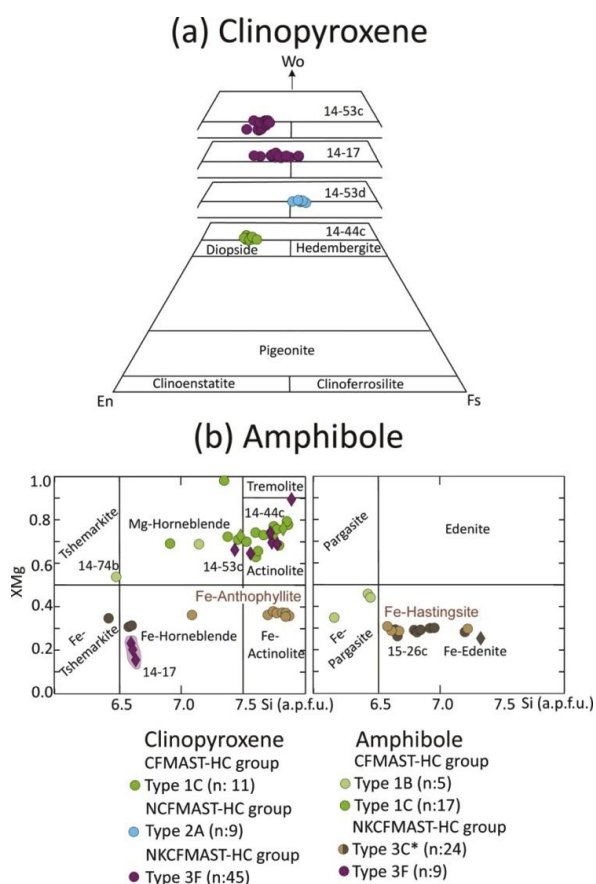 (a) Clinopyroxene
Wo
14-53c
14-17
14-53d
14-44c
Diopside
Hedembergite
Pigeonite
Clinoenstatite
Clinoferrosilite
En
Fs
(b) Amphibole
XMg
1.0
0.8
0.6
0.4
0.2
0.0
Tshemarkite
14-74b
Mg-Horneblende
14-53c
Tremolite
14-44c
Actinolite
Fe-Anthophyllite
Fe-
Tshemarkite
Fe-Horneblende
14-17
Fe-
Actinolite
6.5
7.0
7.5
Si (a.p.f.u.)
Pargasite
Edenite
Fe-
Pargasite
Fe-Hastingsite
15-26c
Fe-Edenite
6.5
7.0
7.5
Si (a.p.f.u.)
Clinopyroxene
CFMAST-HC group
Type 1C (n: 11)
NCFMAST-HC group
Type 2A (n:9)
NKCFMAST-HC group
Type 3F (n:45)
Amphibole
CFMAST-HC group
Type 1B (n:5)
Type 1C (n:17)
NKCFMAST-HC group
Type 3C* (n:24)
Type 3F (n:9)